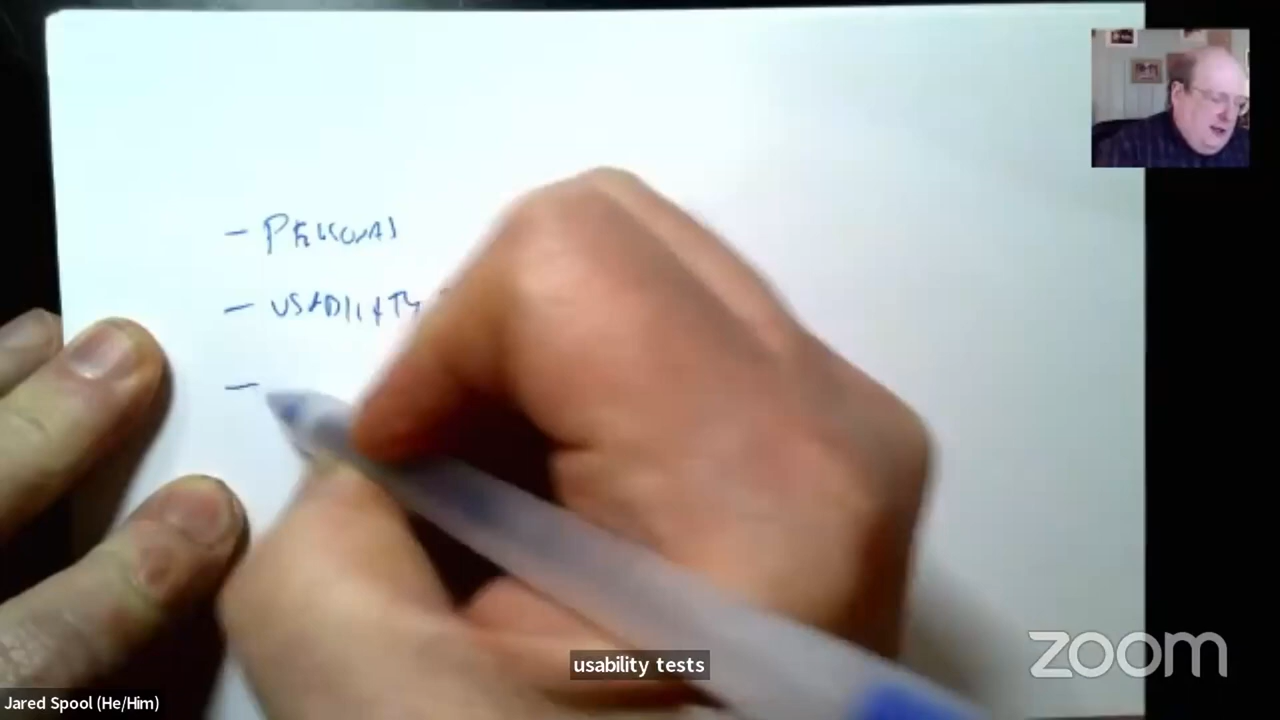 - PERSONAS
- USABILITY
-
usability tests
zoom
Jared Spool (He/Him)